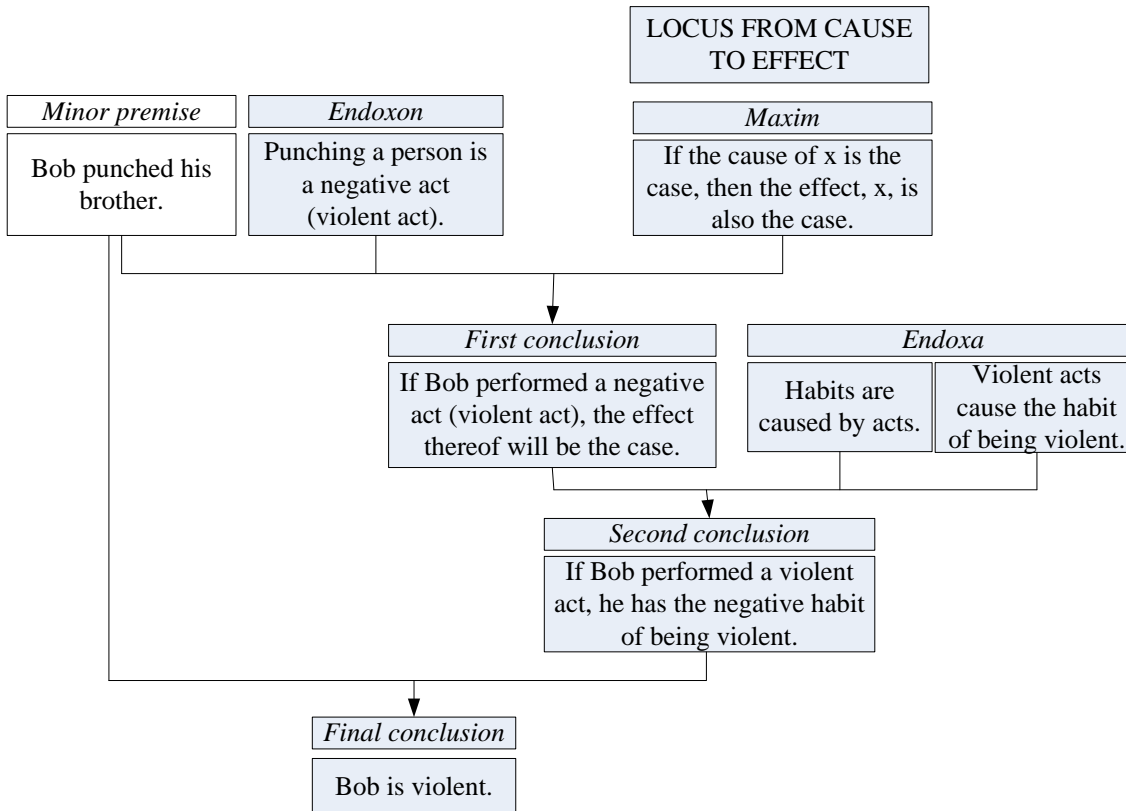 LOCUS FROM CAUSE
TO EFFECT
Minor premise
Bob punched his
brother.
Endoxon
Punching a person is
a negative act
(violent act).
Maxim
If the cause of x is the
case, then the effect, x, is
also the case.
First conclusion
If Bob performed a negative
act (violent act), the effect
thereof will be the case.
Endoxa
Habits are
caused by acts.
Violent acts
cause the habit
of being violent.
Second conclusion
If Bob performed a violent
act, he has the negative habit
of being violent.
Final conclusion
Bob is violent.